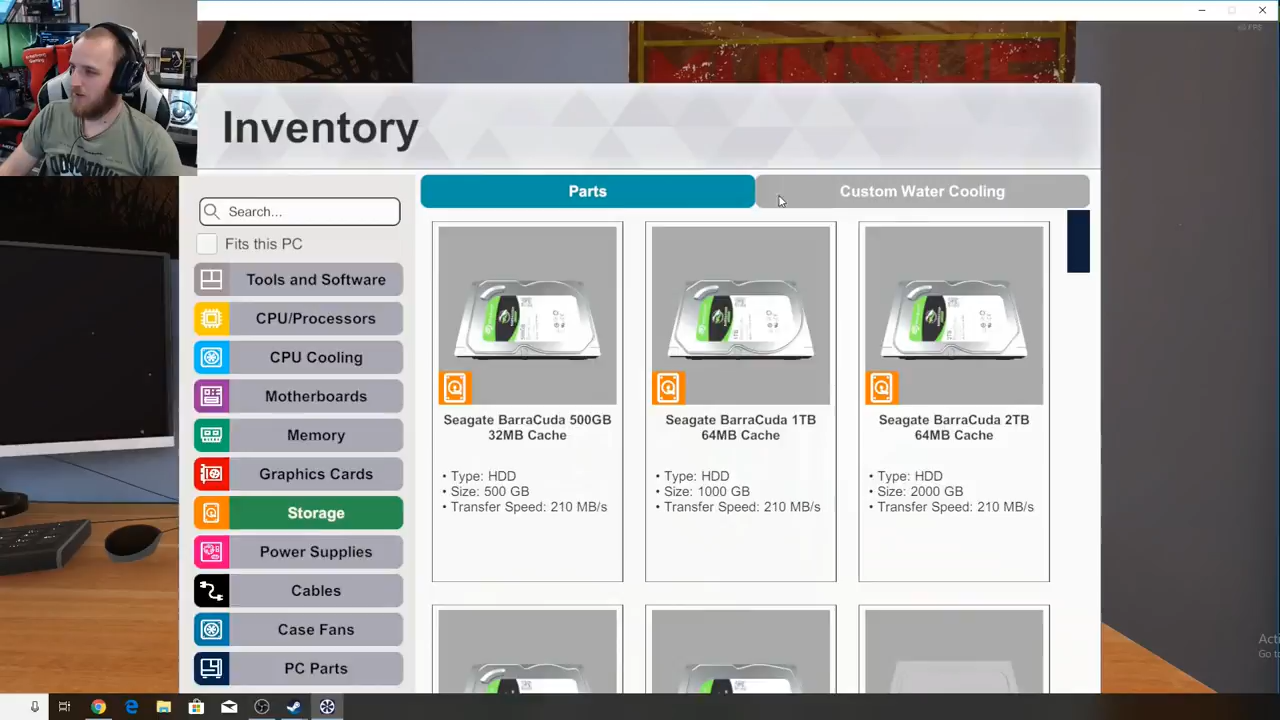 Inventory
Parts
Custom Water Cooling
Search...
Fits this PC
Tools and Software
CPU/Processors
CPU Cooling
Motherboards
Memory
Graphics Cards
Storage
Power Supplies
Cables
Case Fans
PC Parts
Seagate BarraCuda 500GB
32MB Cache
• Type: HDD
• Size: 500 GB
• Transfer Speed: 210 MB/s
Seagate BarraCuda 1TB
64MB Cache
• Type: HDD
• Size: 1000 GB
• Transfer Speed: 210 MB/s
Seagate BarraCuda 2TB
64MB Cache
• Type: HDD
• Size: 2000 GB
• Transfer Speed: 210 MB/s